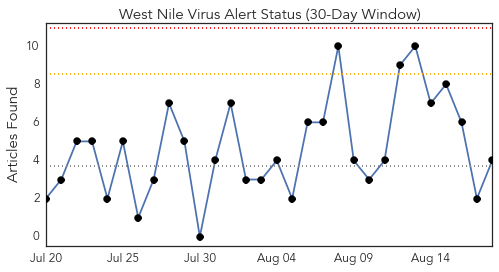 West Nile Virus Alert Status (30-Day Window)
Articles Found
10
8
6
4
2
0
Jul 20 Jul 25 Jul 30 Aug 04 Aug 09 Aug 14